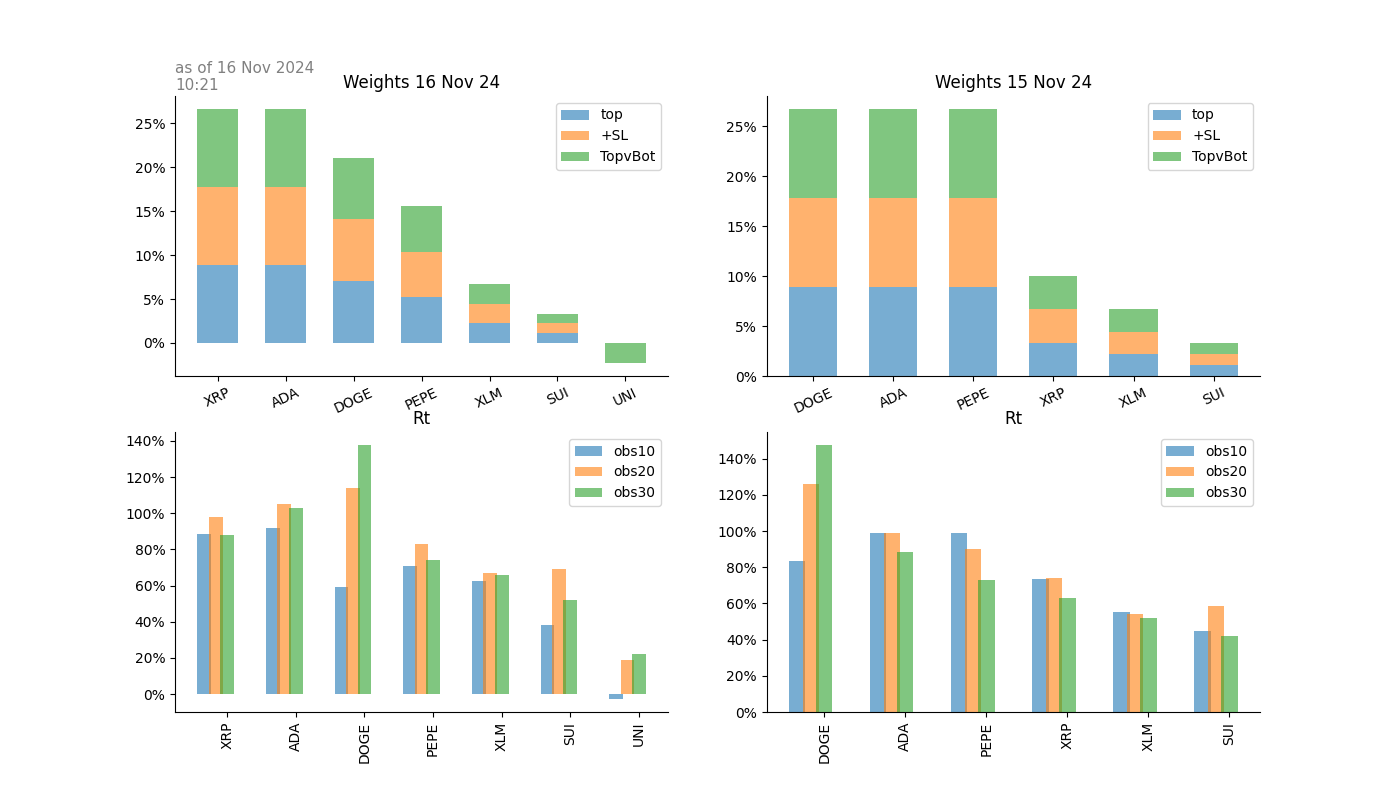 as of 16 Nov 2024
10:21
Weights 16 Nov 24
25%
20%
15%
10%
5%
0%
top
+SL
TopvBot
XRP
ADA
DOGE
PEPE
XLM
SUI
UNI
Weights 15 Nov 24
25%
20%
15%
10%
5%
0%
top
+SL
TopvBot
DOGE
ADA
PEPE
XRP
XLM
SUI
Rt
140%
120%
100%
80%
60%
40%
20%
0%
obs10
obs20
obs30
XRP
ADA
DOGE
PEPE
XLM
SUI
UNI
Rt
140%
120%
100%
80%
60%
40%
20%
0%
obs10
obs20
obs30
DOGE
ADA
PEPE
XRP
XLM
SUI